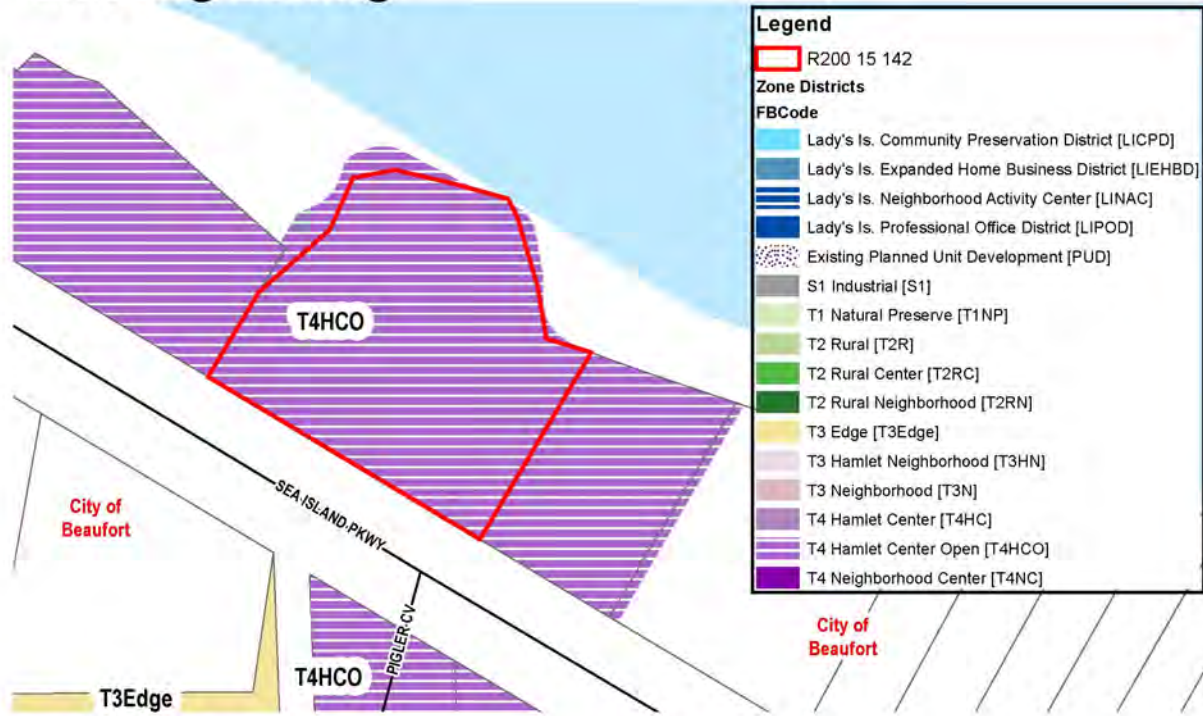 Legend
R200 15 142
Zone Districts
FBCode
Lady's Is. Community Preservation District [LICPD]
Lady's Is. Expanded Home Business District [LIEHBD]
Lady's Is. Neighborhood Activity Center [LINAC]
Lady's Is. Professional Office District [LIPOD]
Existing Planned Unit Development [PUD]
S1 Industrial [S1]
T1 Natural Preserve [T1NP]
T2 Rural [T2R]
T2 Rural Center [T2RC]
T2 Rural Neighborhood [T2RN]
T3 Edge [T3Edge]
T3 Hamlet Neighborhood [T3HN]
T3 Neighborhood [T3N]
T4 Hamlet Center [T4HC]
T4 Hamlet Center Open [T4HCO]
T4 Neighborhood Center [T4NC]
T4HCO
SEA ISLAND PKWY
City of
Beaufort
PIGLER CV
T4HCO
T3Edge
City of
Beaufort